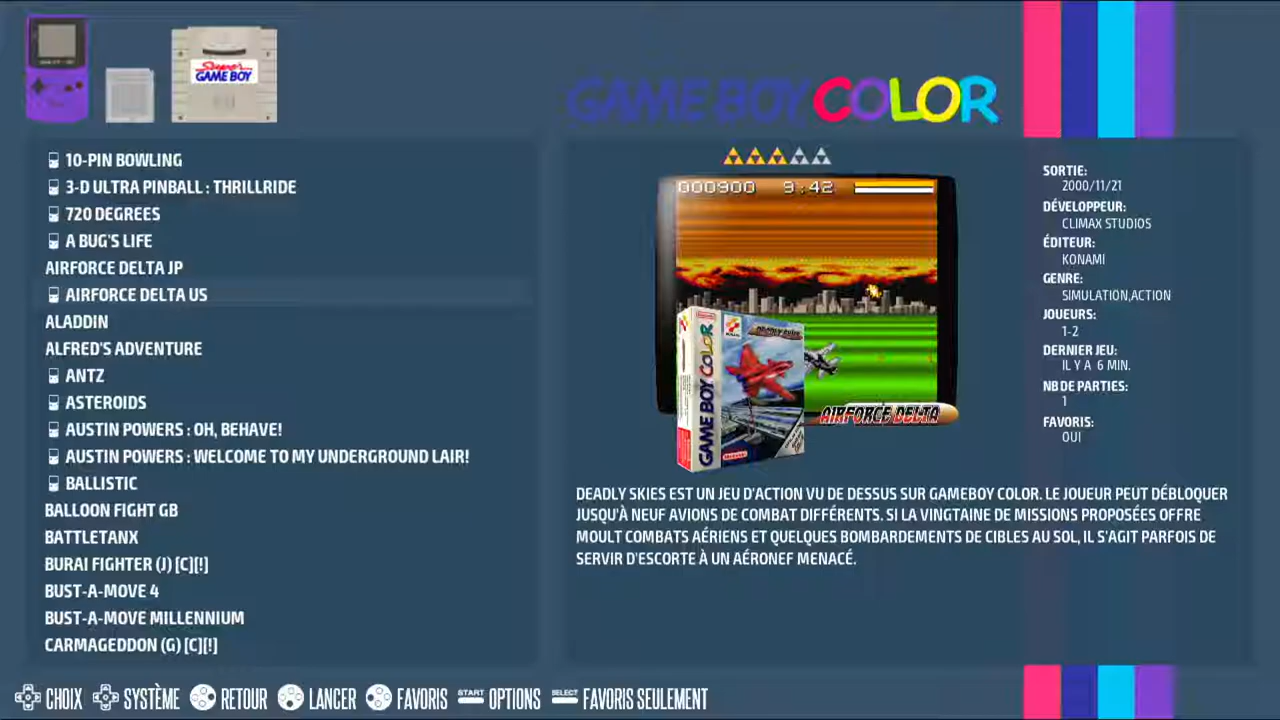 Super
GAME BOY
GAME BOY COLOR
10-PIN BOWLING
3-D ULTRA PINBALL : THRILLRIDE
720 DEGREES
A BUG'S LIFE
AIRFORCE DELTA JP
AIRFORCE DELTA US
ALADDIN
ALFRED'S ADVENTURE
ANTZ
ASTEROIDS
AUSTIN POWERS : OH, BEHAVE!
AUSTIN POWERS : WELCOME TO MY UNDERGROUND LAIR!
BALLISTIC
BALLOON FIGHT GB
BATTLETANX
BURAI FIGHTER (J) [C][!]
BUST-A-MOVE 4
BUST-A-MOVE MILLENNIUM
CARMAGEDDON (G) [C][!]
000900 9:42
GAME BOY COLOR
DEADLY SKIES
AIRFORCE DELTA
SORTIE:
2000/11/21
DÉVELOPPEUR:
CLIMAX STUDIOS
ÉDITEUR:
KONAMI
GENRE:
SIMULATION,ACTION
JOUEURS:
1-2
DERNIER JEU:
IL Y A 6 MIN.
NB DE PARTIES:
1
FAVORIS:
OUI
DEADLY SKIES EST UN JEU D'ACTION VU DE DESSUS SUR GAMEBOY COLOR. LE JOUEUR PEUT DÉBLOQUER
JUSQU'À NEUF AVIONS DE COMBAT DIFFÉRENTS. SI LA VINGTAINE DE MISSIONS PROPOSÉES OFFRE
MOULT COMBATS AÉRIENS ET QUELQUES BOMBARDEMENTS DE CIBLES AU SOL, IL S'AGIT PARFOIS DE
SERVIR D'ESCORTE À UN AÉRONEF MENACÉ.
CHOIX SYSTÈME RETOUR LANCER FAVORIS START OPTIONS SELECT FAVORIS SEULEMENT